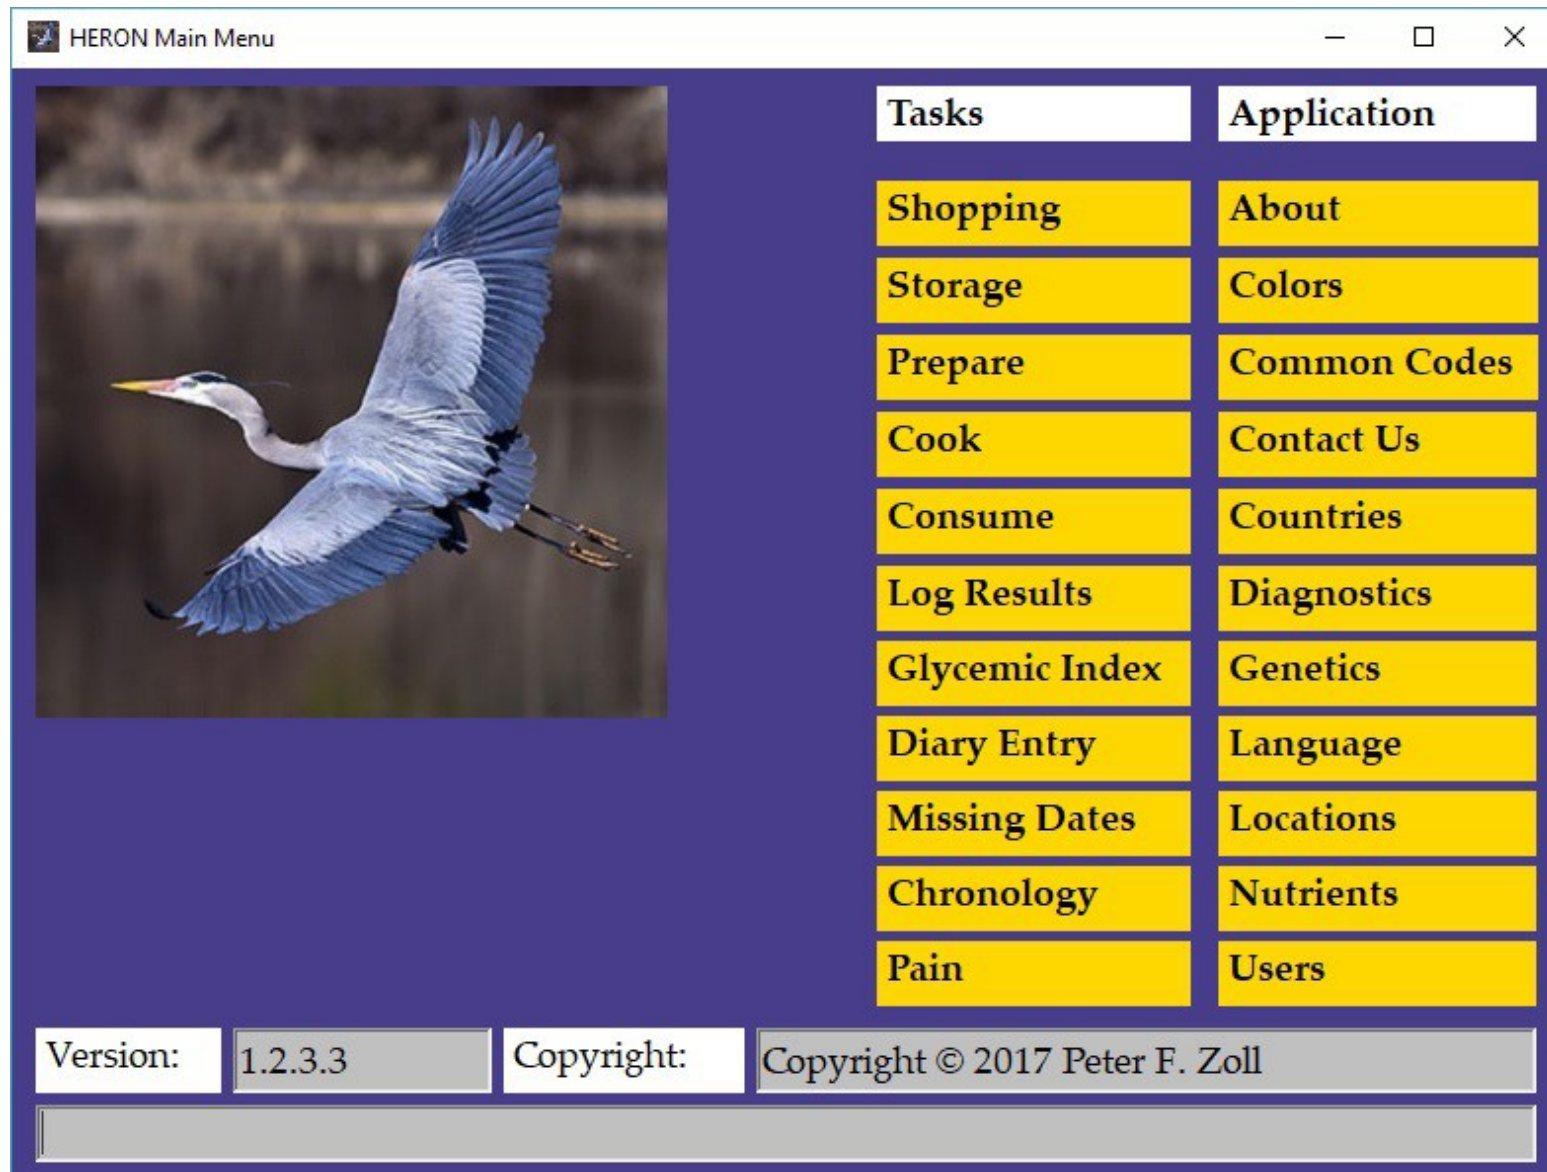 HERON Main Menu
Tasks
Application
Shopping
About
Storage
Colors
Prepare
Common Codes
Cook
Contact Us
Consume
Countries
Log Results
Diagnostics
Glycemic Index
Genetics
Diary Entry
Language
Missing Dates
Locations
Chronology
Nutrients
Pain
Users
Version: 1.2.3.3 Copyright: Copyright © 2017 Peter F. Zoll